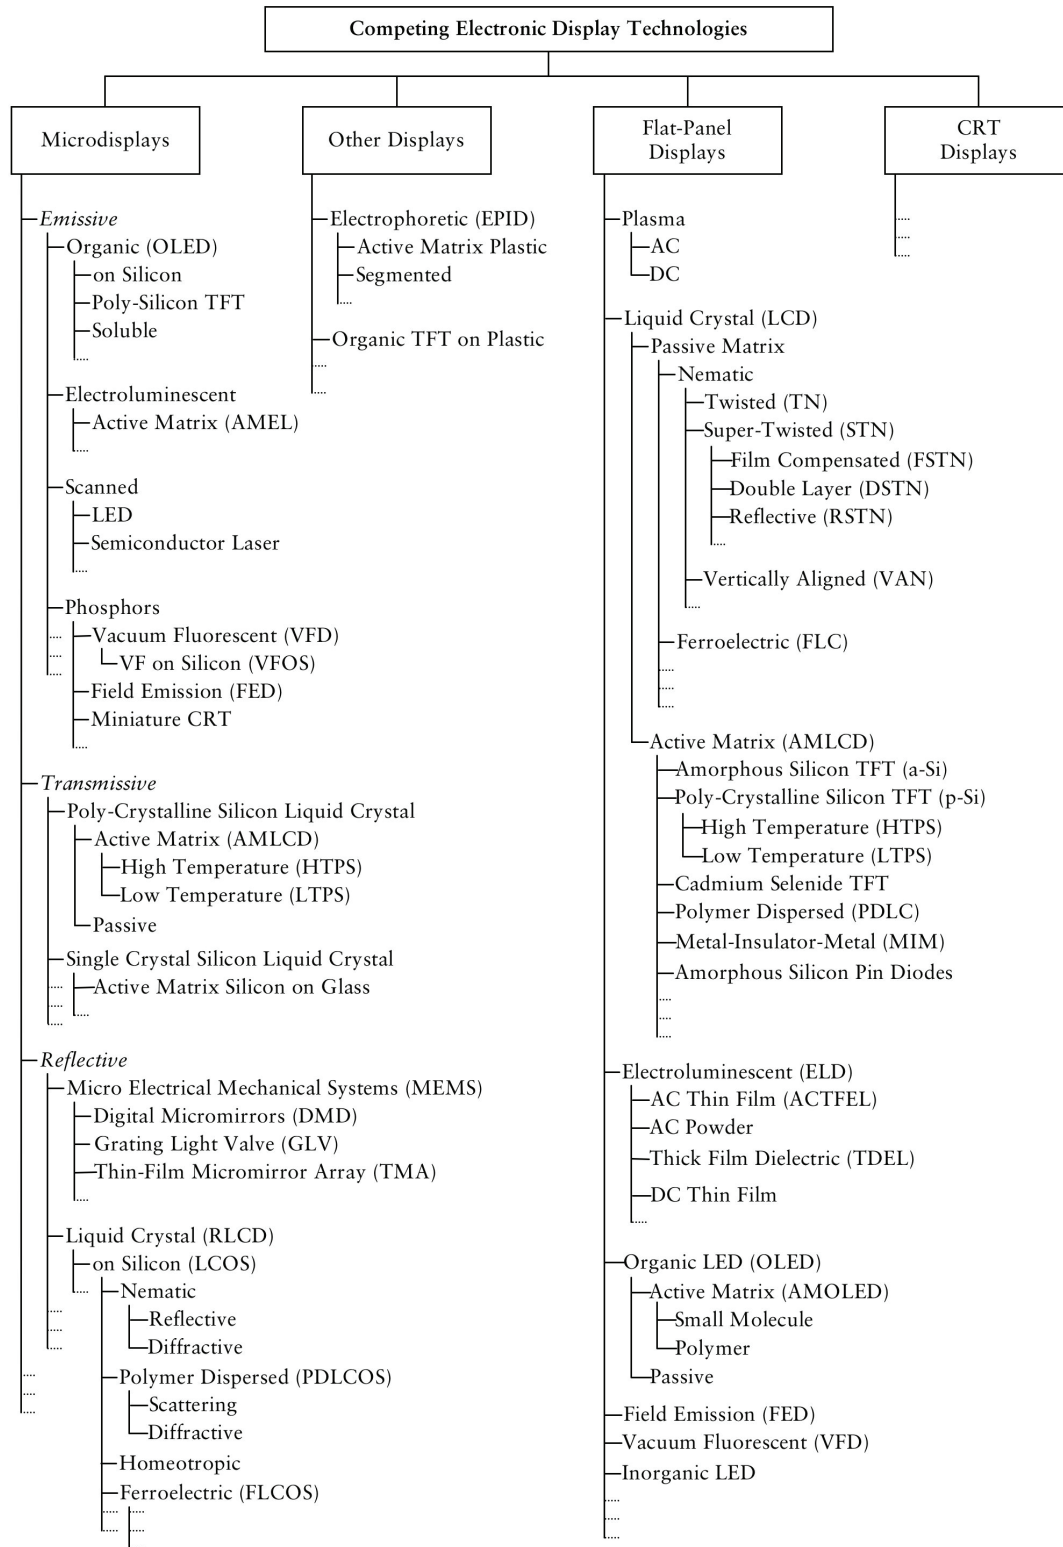 Competing Electronic Display Technologies
Microdisplays
Emissive
Organic (OLED)
on Silicon
Poly-Silicon TFT
Soluble
Electroluminescent
Active Matrix (AMEL)
Scanned
LED
Semiconductor Laser
Phosphors
Vacuum Fluorescent (VFD)
VF on Silicon (VFOS)
Field Emission (FED)
Miniature CRT
Transmissive
Poly-Crystalline Silicon Liquid Crystal
Active Matrix (AMLCD)
High Temperature (HTPS)
Low Temperature (LTPS)
Passive
Single Crystal Silicon Liquid Crystal
Active Matrix Silicon on Glass
Reflective
Micro Electrical Mechanical Systems (MEMS)
Digital Micromirrors (DMD)
Grating Light Valve (GLV)
Thin-Film Micromirror Array (TMA)
Liquid Crystal (RLCD)
on Silicon (LCOS)
Nematic
Reflective
Diffractive
Polymer Dispersed (PDLCOS)
Scattering
Diffractive
Homeotropic
Ferroelectric (FLCOS)
Other Displays
Electrophoretic (EPID)
Active Matrix Plastic
Segmented
Organic TFT on Plastic
Flat-Panel
Displays
Plasma
AC
DC
Liquid Crystal (LCD)
Passive Matrix
Nematic
Twisted (TN)
Super-Twisted (STN)
Film Compensated (FSTN)
Double Layer (DSTN)
Reflective (RSTN)
Vertically Aligned (VAN)
Ferroelectric (FLC)
Active Matrix (AMLCD)
Amorphous Silicon TFT (a-Si)
Poly-Crystalline Silicon TFT (p-Si)
High Temperature (HTPS)
Low Temperature (LTPS)
Cadmium Selenide TFT
Polymer Dispersed (PDLC)
Metal-Insulator-Metal (MIM)
Amorphous Silicon Pin Diodes
Electroluminescent (ELD)
AC Thin Film (ACTFEL)
AC Powder
Thick Film Dielectric (TDEL)
DC Thin Film
Organic LED (OLED)
Active Matrix (AMOLED)
Small Molecule
Polymer
Passive
Field Emission (FED)
Vacuum Fluorescent (VFD)
Inorganic LED
CRT
Displays